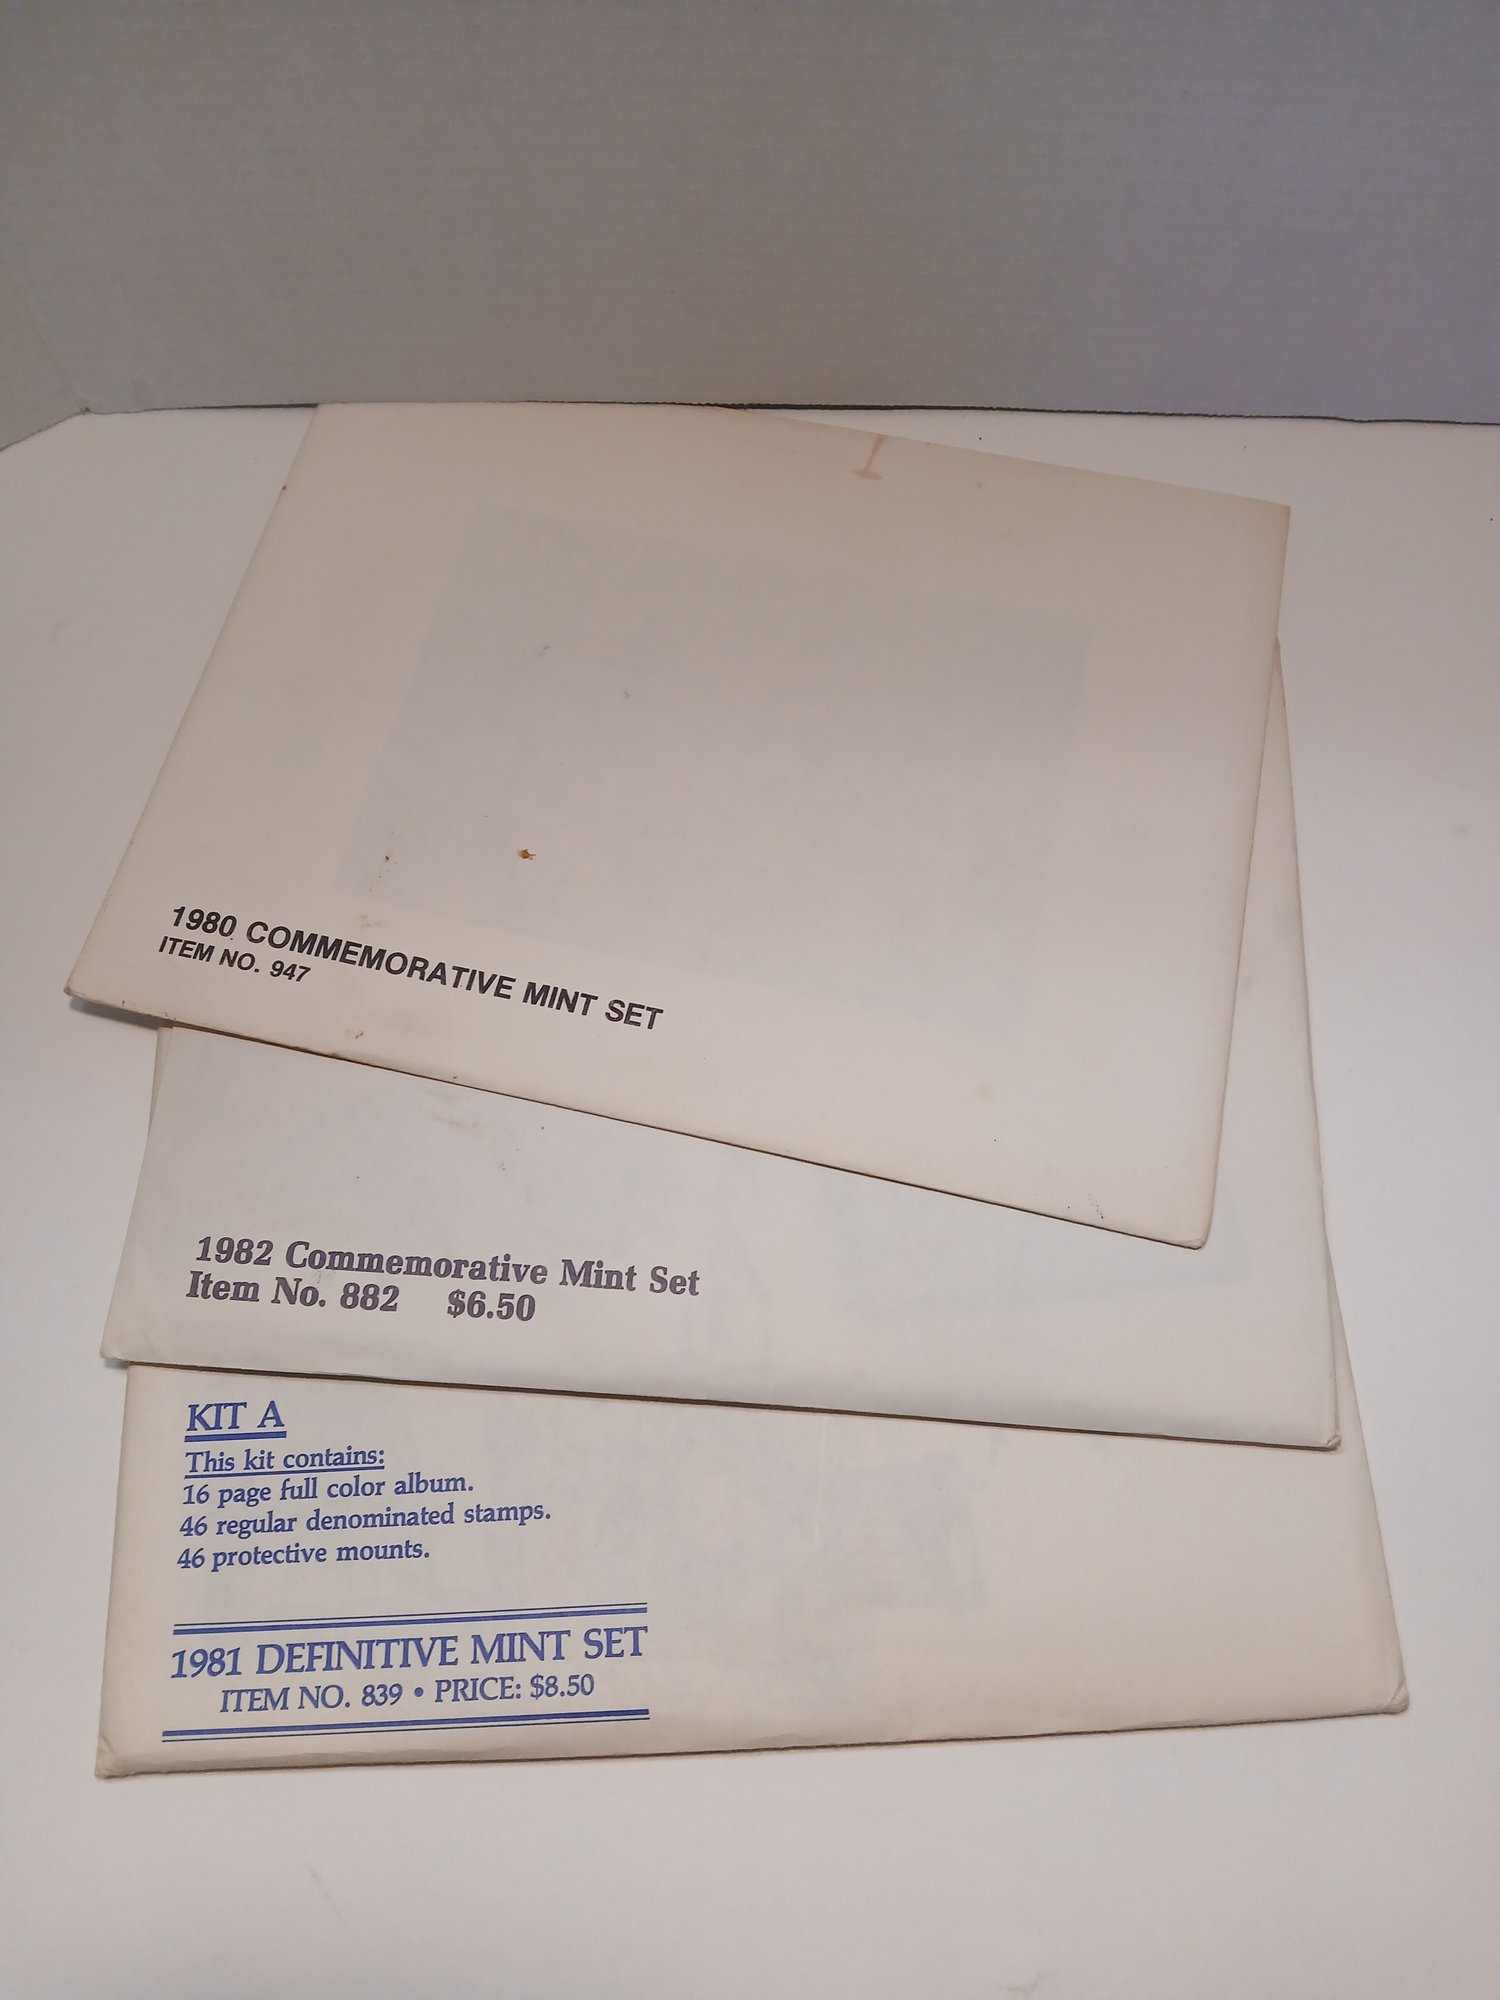 1980 COMMEMORATIVE MINT SET
ITEM NO. 947
1982 Commemorative Mint Set
Item No. 882 $6.50
KIT A
This kit contains:
16 page full color album.
46 regular denominated stamps.
46 protective mounts.
1981 DEFINITIVE MINT SET
ITEM NO. 839 • PRICE: $8.50